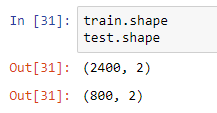 In [31]: train.shape
test.shape
Out[31]: (2400, 2)
Out[31]: (800, 2)